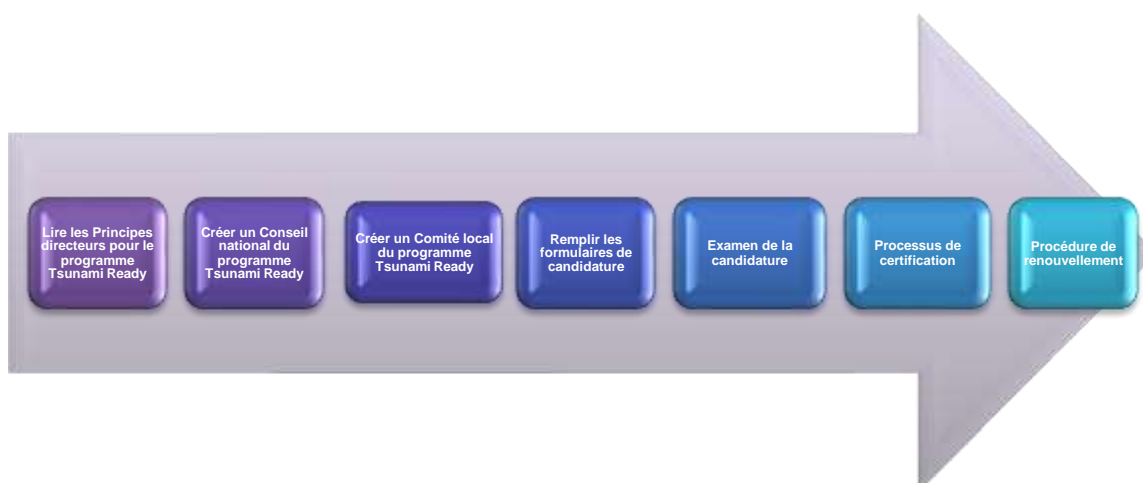 Lire les Principes
directeurs pour le
programme
Tsunami Ready
Créer un Conseil
national du
programme
Tsunami Ready
Créer un Comité local
du programme
Tsunami Ready
Remplir les
formulaires de
candidature
Examen de la
candidature
Processus de
certification
Procédure de
renouvellement